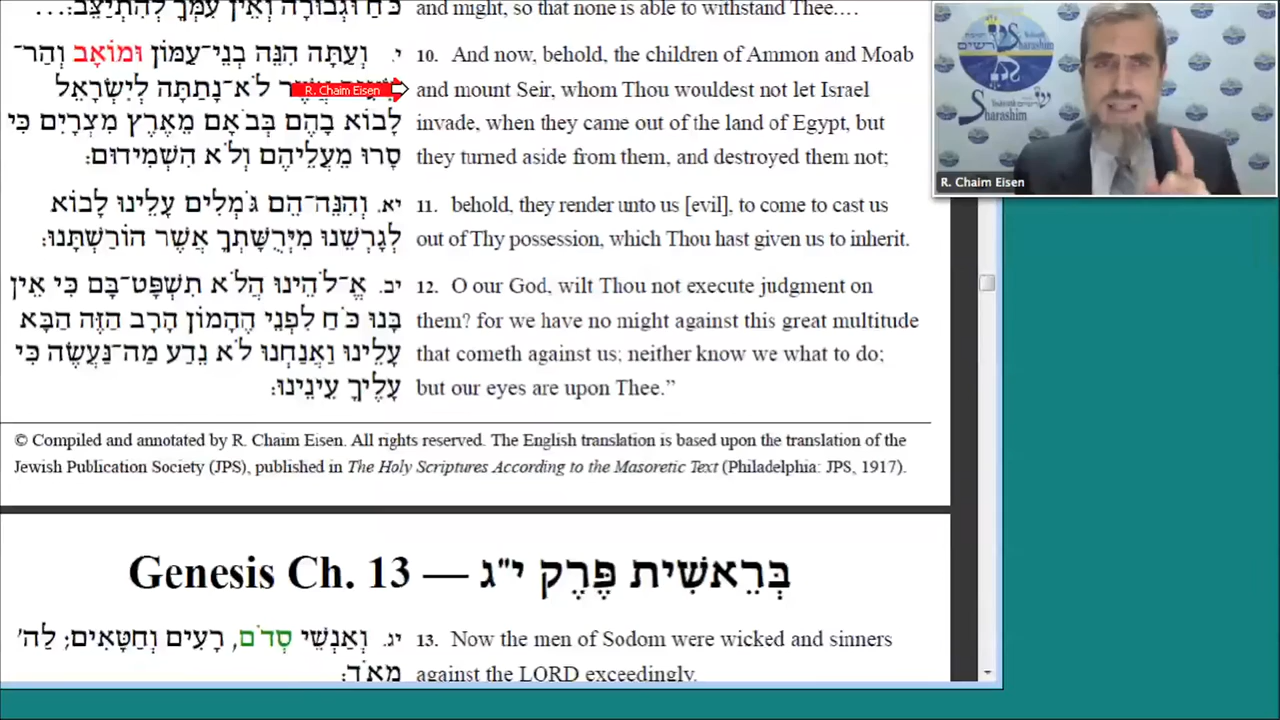 כֹּחַ וּגְבוּרָה וְאֵין עִמְּךָ לְהִתְיַצֵּב:…
and might, so that none is able to withstand Thee.…
י. וְעַתָּה הִנֵּה בְנֵי־עַמּוֹן וּמוֹאָב וְהַר־
לֹא־נָתַתָּה לְיִשְׂרָאֵל
לָבוֹא בָהֶם בְּבֹאָם מֵאֶרֶץ מִצְרָיִם כִּי
סָרוּ מֵעֲלֵיהֶם וְלֹא הִשְׁמִידוּם:
10. And now, behold, the children of Ammon and Moab
and mount Seir, whom Thou wouldest not let Israel
invade, when they came out of the land of Egypt, but
they turned aside from them, and destroyed them not;
R. Chaim Eisen
יא. וְהִנֵּה־הֵם גֹּמְלִים עָלֵינוּ לָבוֹא
לְגָרְשֵׁנוּ מִיְּרֻשָּׁתְךָ אֲשֶׁר הוֹרַשְׁתָּנוּ:
11. behold, they render unto us [evil], to come to cast us
out of Thy possession, which Thou hast given us to inherit.
יב. אֱ־לֹהֵינוּ הֲלֹא תִשְׁפָּט־בָּם כִּי אֵין
בָּנוּ כֹּחַ לִפְנֵי הֶהָמוֹן הָרָב הַזֶּה הַבָּא
עָלֵינוּ וַאֲנַחְנוּ לֹא נֵדַע מַה־נַּעֲשֶׂה כִּי
עָלֶיךָ עֵינֵינוּ:
12. O our God, wilt Thou not execute judgment on
them? for we have no might against this great multitude
that cometh against us; neither know we what to do;
but our eyes are upon Thee.”
© Compiled and annotated by R. Chaim Eisen. All rights reserved. The English translation is based upon the translation of the
Jewish Publication Society (JPS), published in The Holy Scriptures According to the Masoretic Text (Philadelphia: JPS, 1917).
Genesis Ch. 13 — בְּרֵאשִׁית פֶּרֶק י"ג
יג. וְאַנְשֵׁי סְדֹם, רָעִים וְחַטָּאִים; לַה'
מְאֹד:
13. Now the men of Sodom were wicked and sinners
against the LORD exceedingly.
שרשים
Sharashim
Sharashim
R. Chaim Eisen